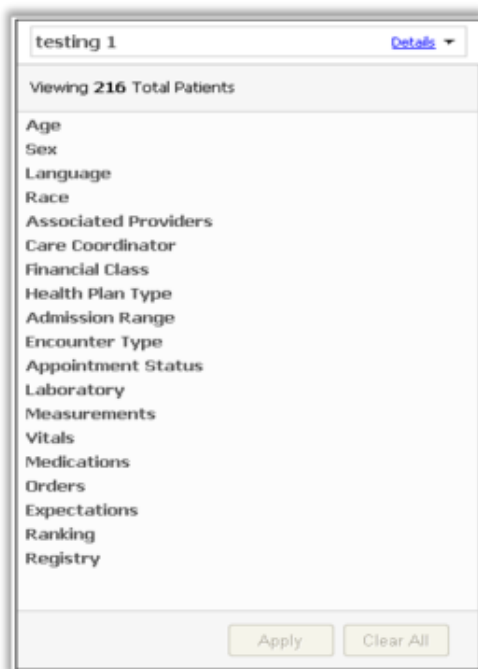 testing 1 Details
Viewing 216 Total Patients
Age
Sex
Language
Race
Associated Providers
Care Coordinator
Financial Class
Health Plan Type
Admission Range
Encounter Type
Appointment Status
Laboratory
Measurements
Vitals
Medications
Orders
Expectations
Ranking
Registry
Apply Clear All